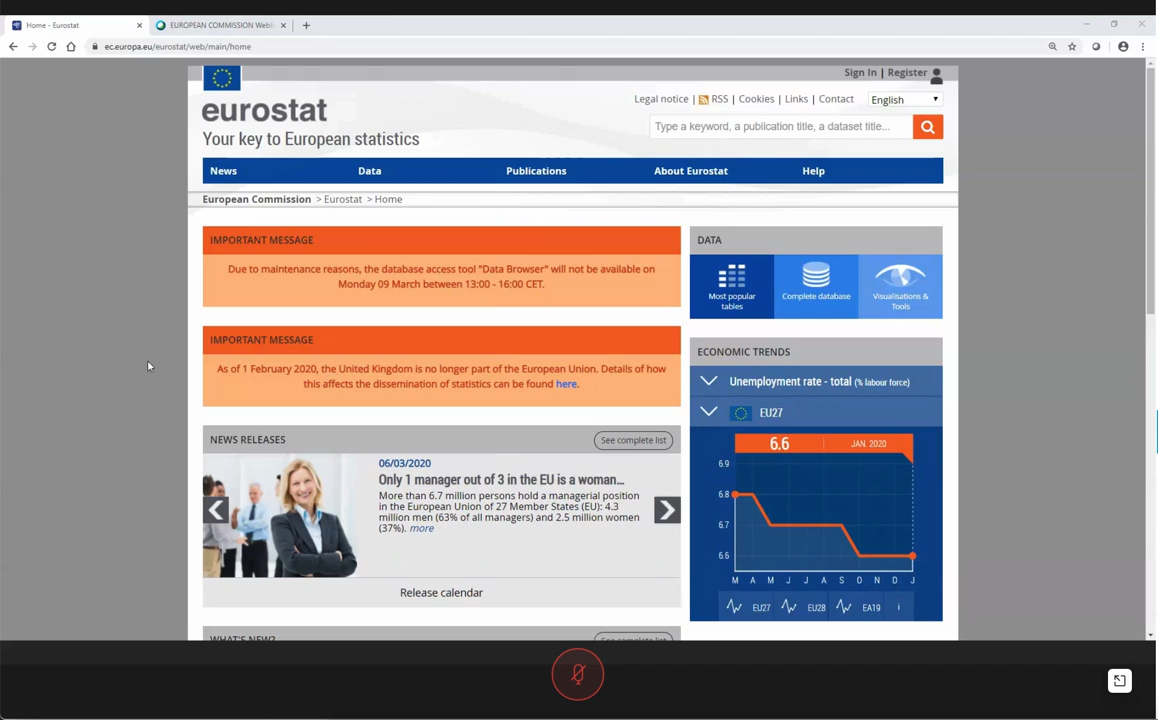 Home - Eurostat
EUROPEAN COMMISSION Web
ec.europa.eu/eurostat/web/main/home
Sign In | Register
Legal notice | RSS | Cookies | Links | Contact
English
eurostat
Your key to European statistics
Type a keyword, a publication title, a dataset title...
News Data Publications About Eurostat Help
European Commission > Eurostat > Home
IMPORTANT MESSAGE
Due to maintenance reasons, the database access tool "Data Browser" will not be available on
Monday 09 March between 13:00 - 16:00 CET.
IMPORTANT MESSAGE
As of 1 February 2020, the United Kingdom is no longer part of the European Union. Details of how
this affects the dissemination of statistics can be found here.
NEWS RELEASES
See complete list
06/03/2020
Only 1 manager out of 3 in the EU is a woman...
More than 6.7 million persons hold a managerial position
in the European Union of 27 Member States (EU): 4.3
million men (63% of all managers) and 2.5 million women
(37%). more
Release calendar
WHAT'S NEW?
See complete list
DATA
Most popular
tables
Complete database
Visualisations &
Tools
ECONOMIC TRENDS
Unemployment rate - total (% labour force)
EU27
6.6 JAN. 2020
6.9
6.8
6.7
6.6
M A M J J A S O N D J
EU27 EU28 EA19 i